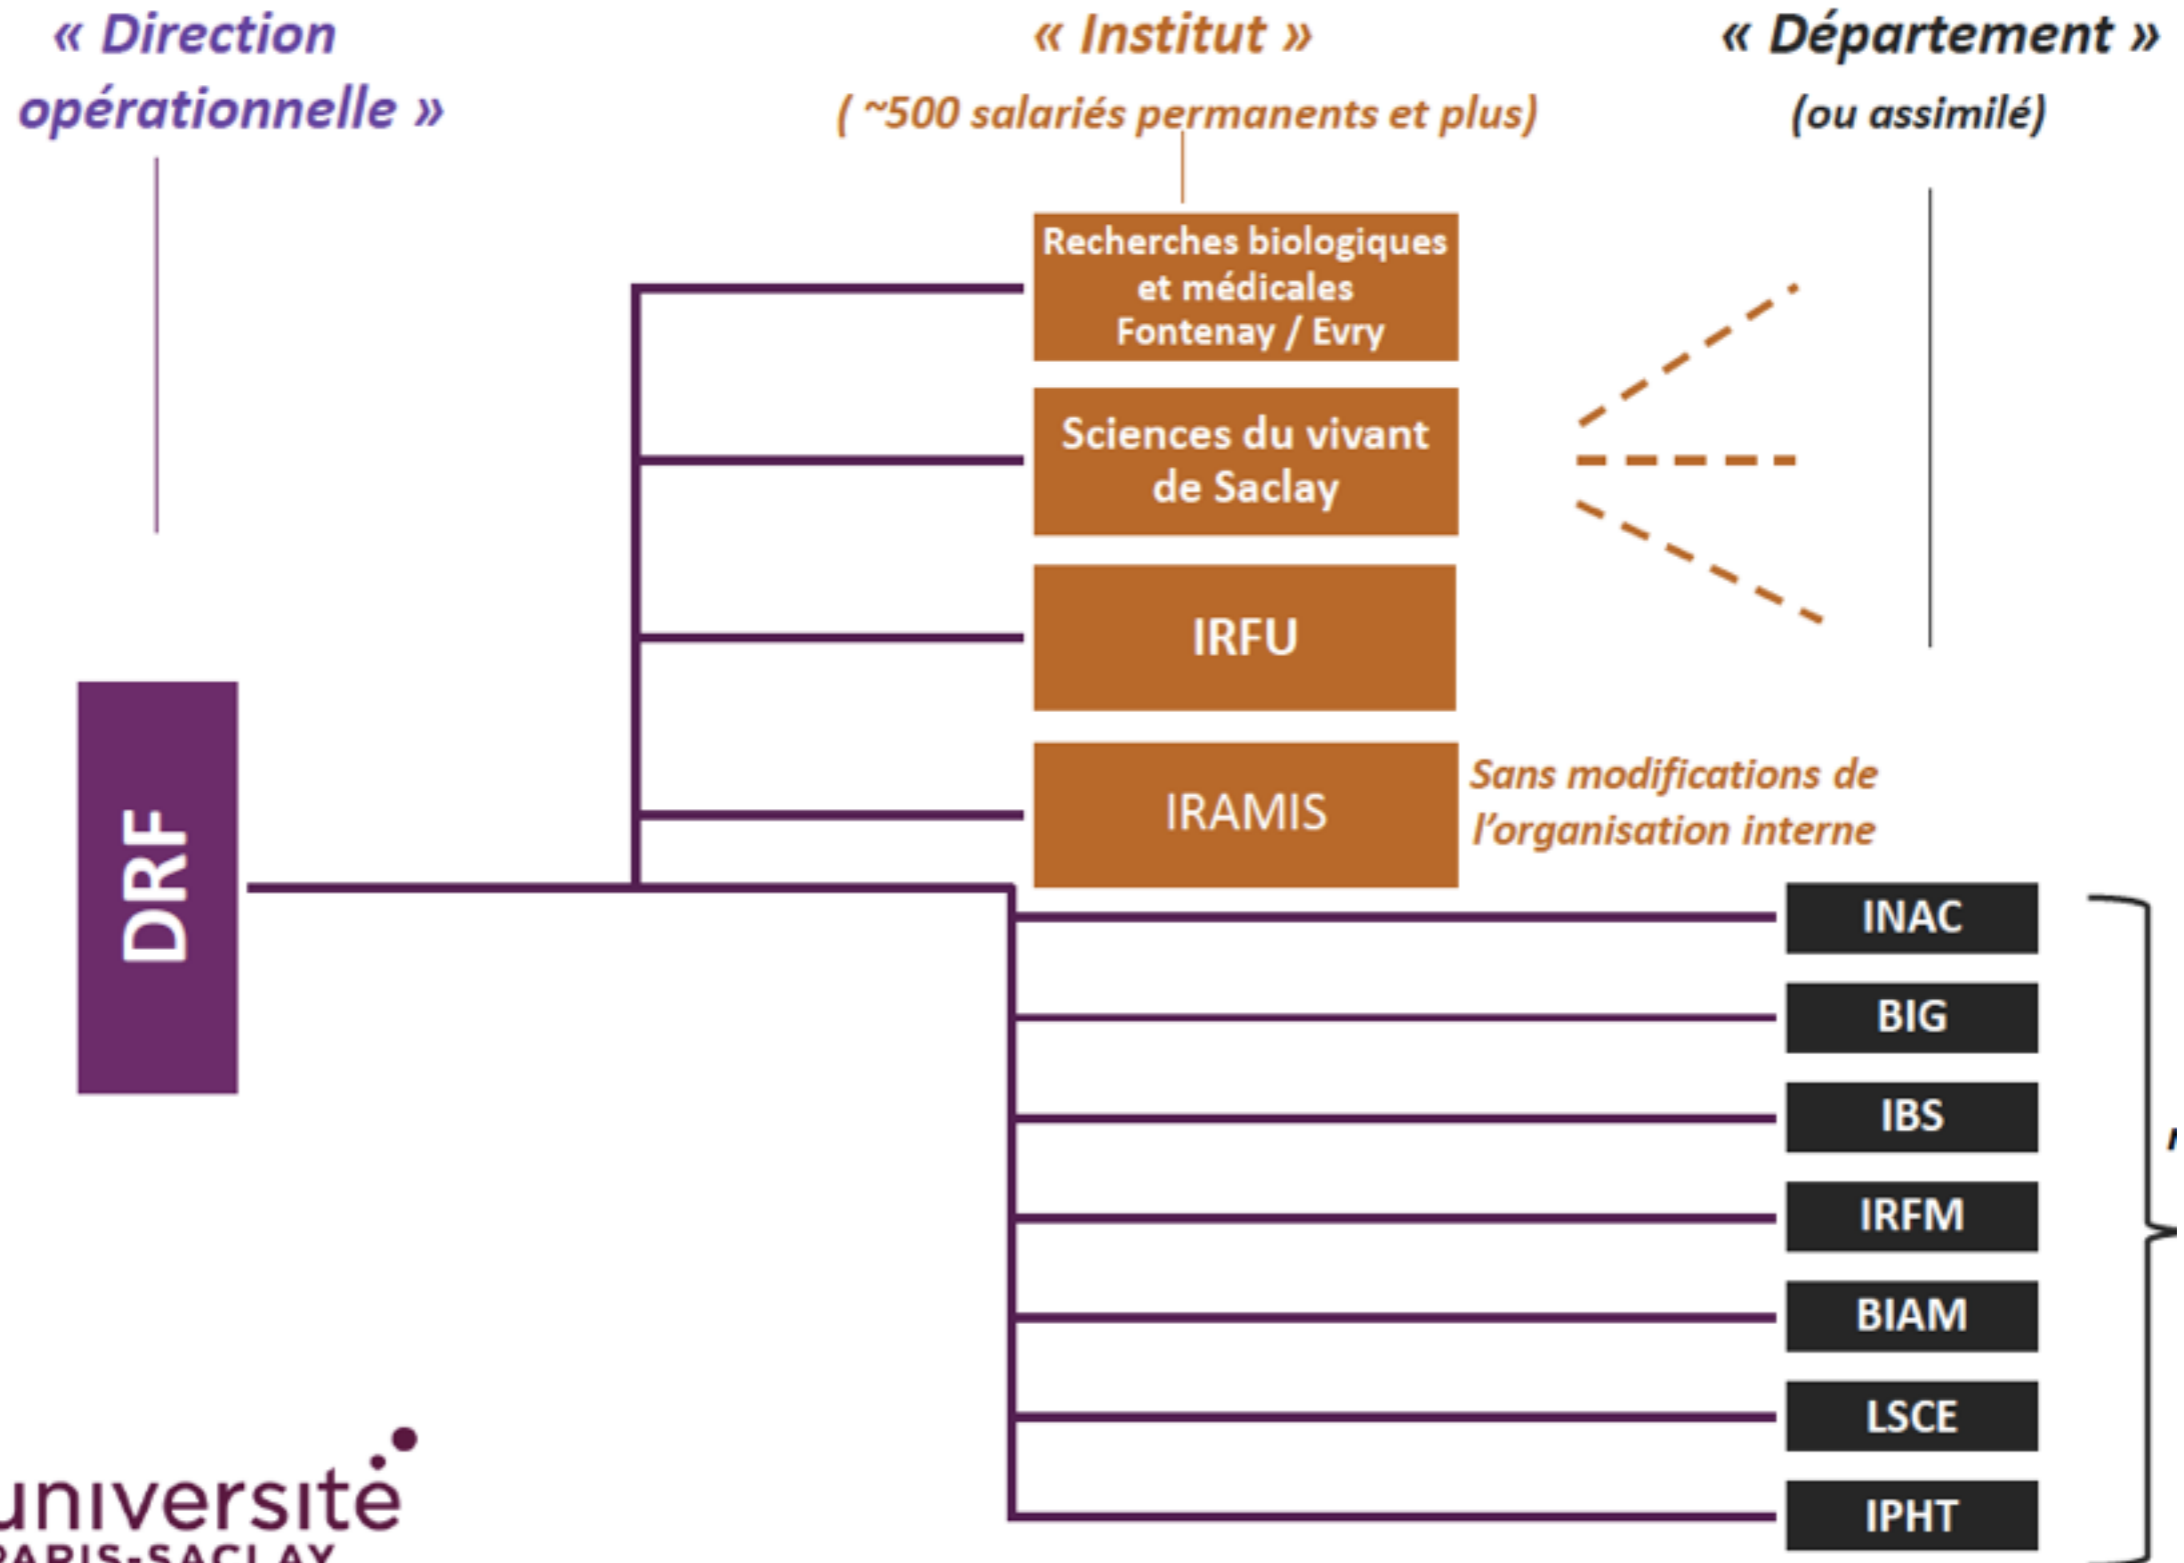 « Direction
opérationnelle »
« Institut »
( ~500 salariés permanents et plus)
« Département »
(ou assimilé)
Recherches biologiques
et médicales
Fontenay / Evry
Sciences du vivant
de Saclay
IRFU
IRAMIS
Sans modifications de
l’organisation interne
DRF
INAC
BIG
IBS
IRFM
BIAM
LSCE
IPHT
université
PARIS-SACLAY